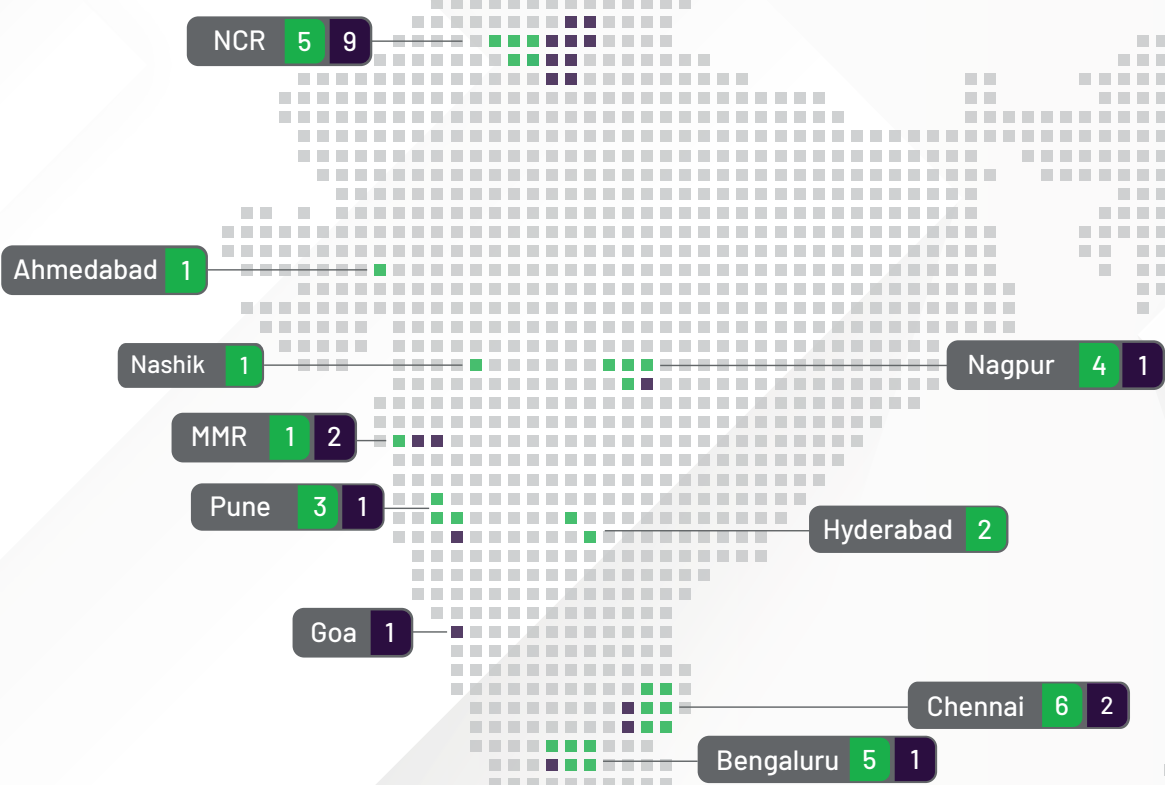 NCR 5 9
Ahmedabad 1
Nashik 1
Nagpur 4 1
MMR 1 2
Pune 3 1
Hyderabad 2
Goa 1
Chennai 6 2
Bengaluru 5 1